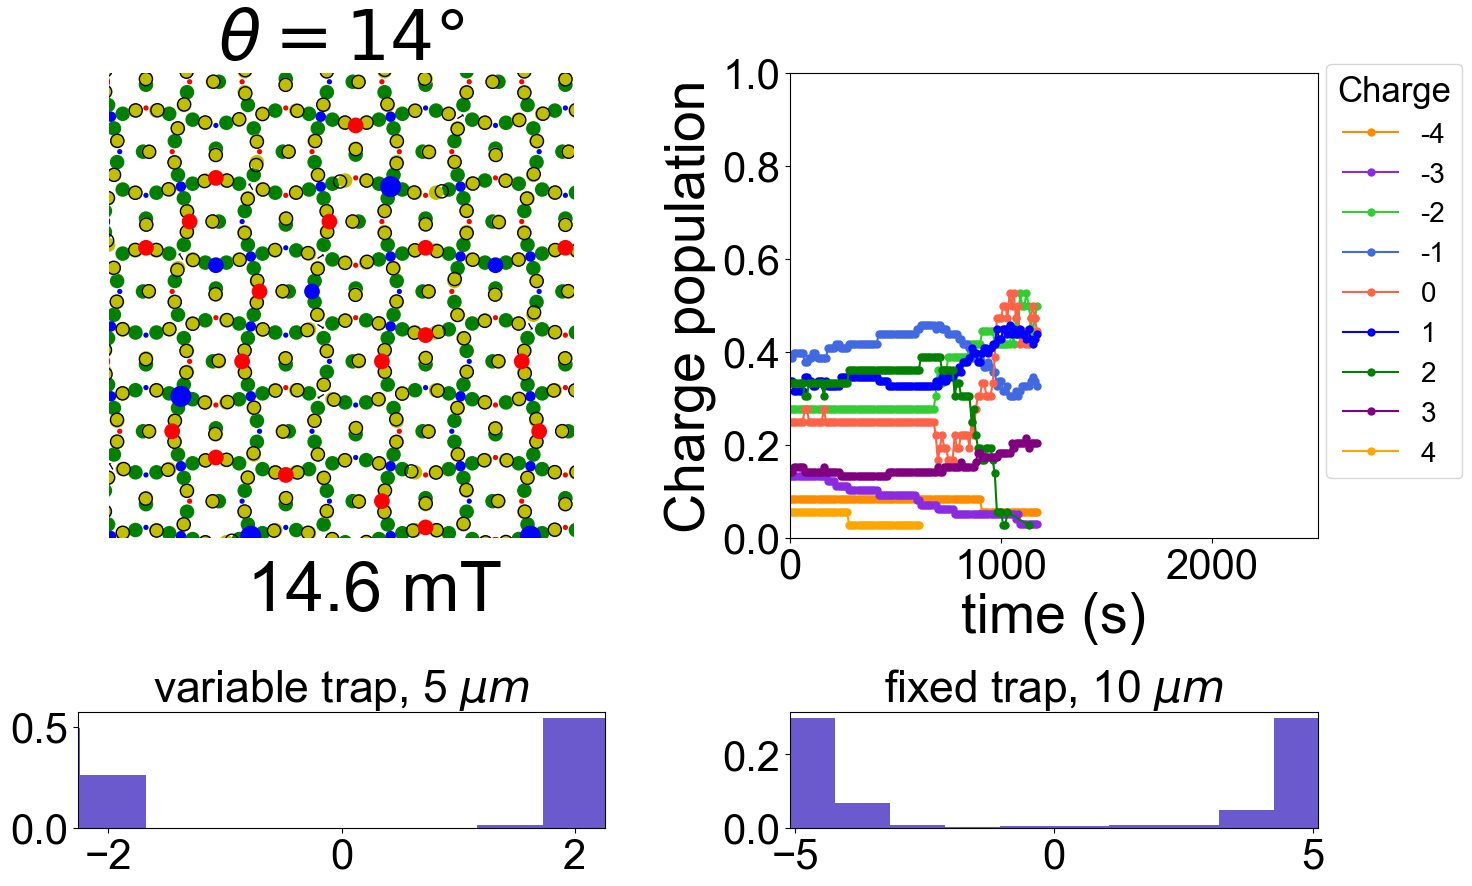 θ = 14°
14.6 mT
1.0
0.8
0.6
0.4
0.2
0.0
Charge population
0 1000 2000
time (s)
Charge
-4
-3
-2
-1
0
1
2
3
4
variable trap, 5 μm
0.5
0.0
−2 0 2
fixed trap, 10 μm
0.2
0.0
−5 0 5